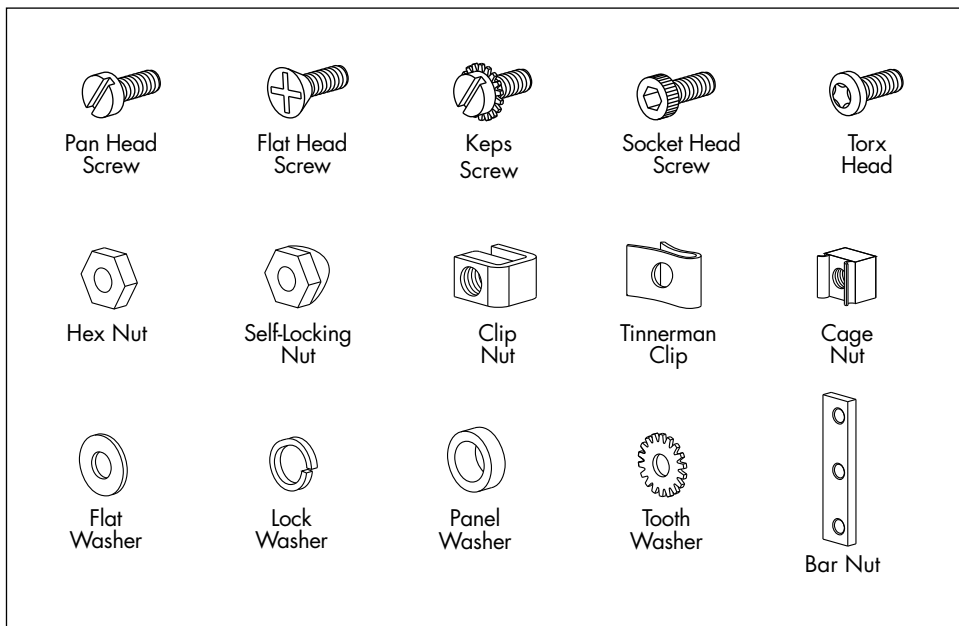 Pan Head
Screw
Flat Head
Screw
Keps
Screw
Socket Head
Screw
Torx
Head
Hex Nut
Self-Locking
Nut
Clip
Nut
Tinnerman
Clip
Cage
Nut
Flat
Washer
Lock
Washer
Panel
Washer
Tooth
Washer
Bar Nut